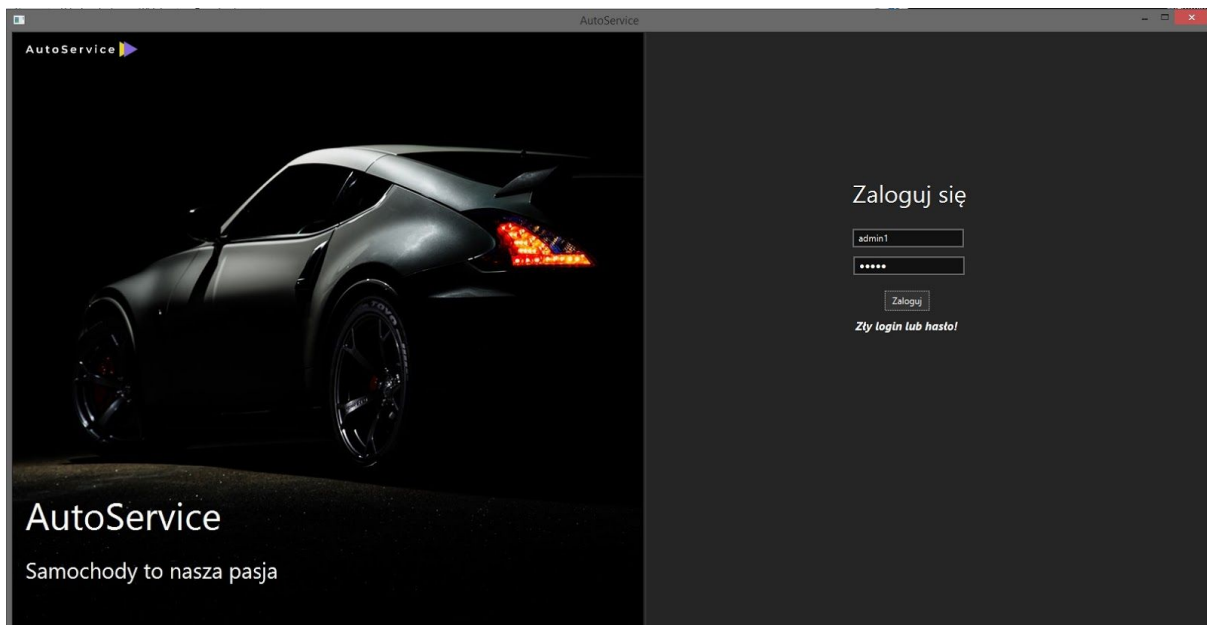 AutoService
AutoService
Zaloguj się
admin1
•••••
Zaloguj
Zły login lub hasło!
AutoService
Samochody to nasza pasja